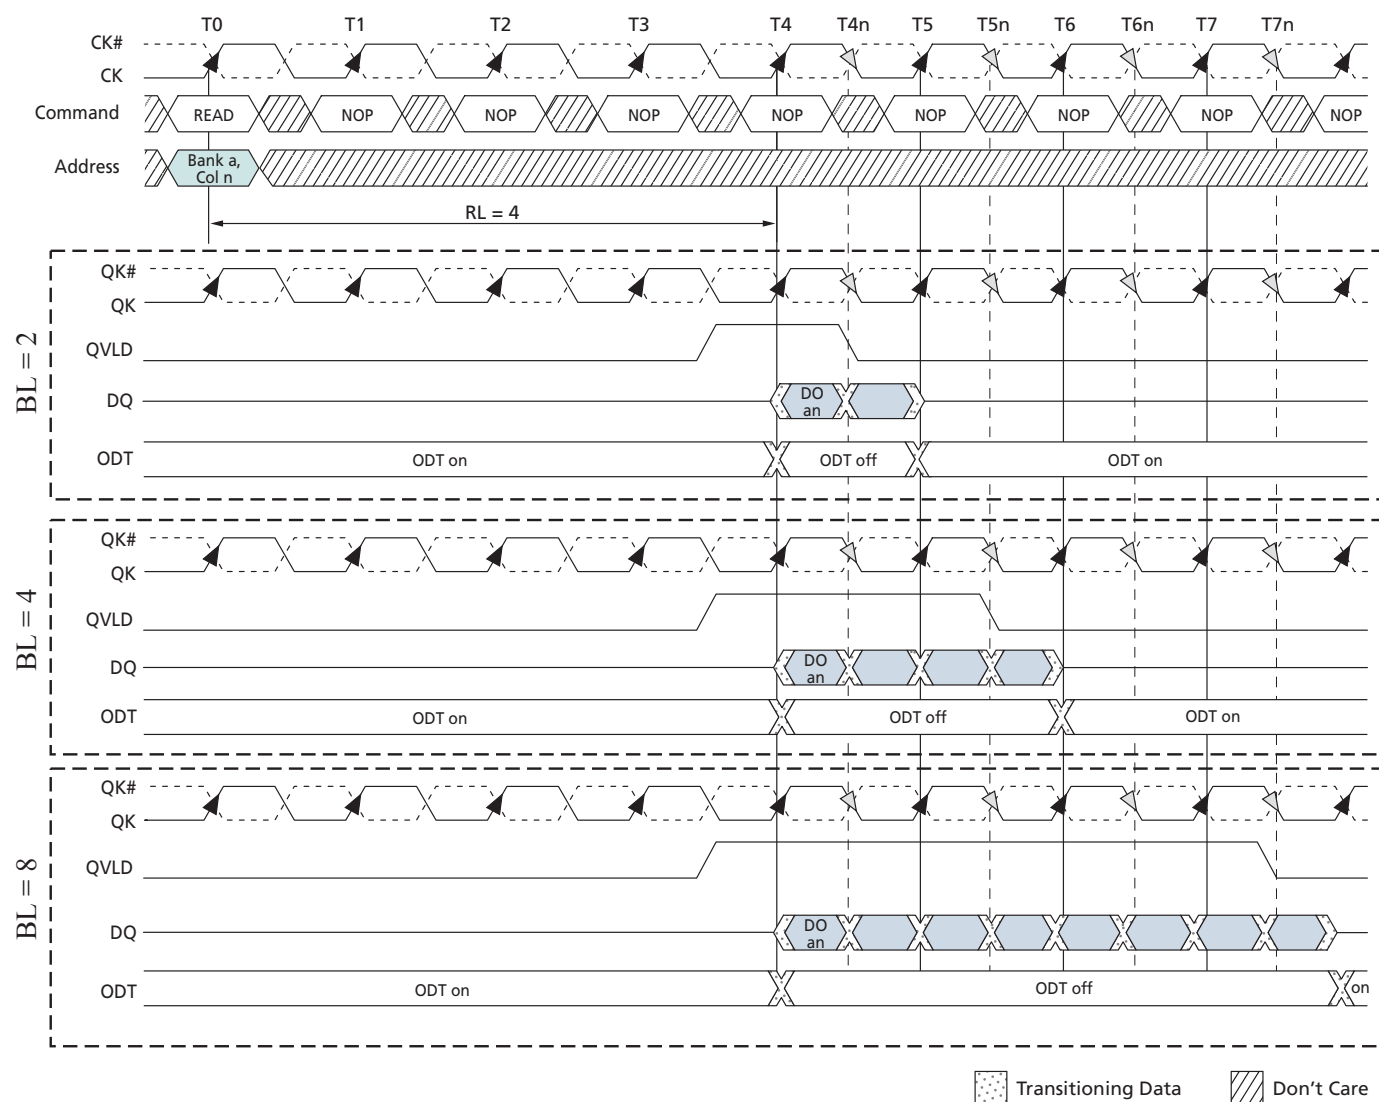 T0 T1 T2 T3 T4 T4n T5 T5n T6 T6n T7 T7n
CK#
CK
Command READ NOP NOP NOP NOP NOP NOP NOP NOP
Address Bank a,
Col n
RL = 4
BL = 2
QK#
QK
QVLD
DQ DO
an
ODT ODT on ODT off ODT on
BL = 4
QK#
QK
QVLD
DQ DO
an
ODT ODT on ODT off ODT on
BL = 8
QK#
QK
QVLD
DQ DO
an
ODT ODT on ODT off on
Transitioning Data Don't Care